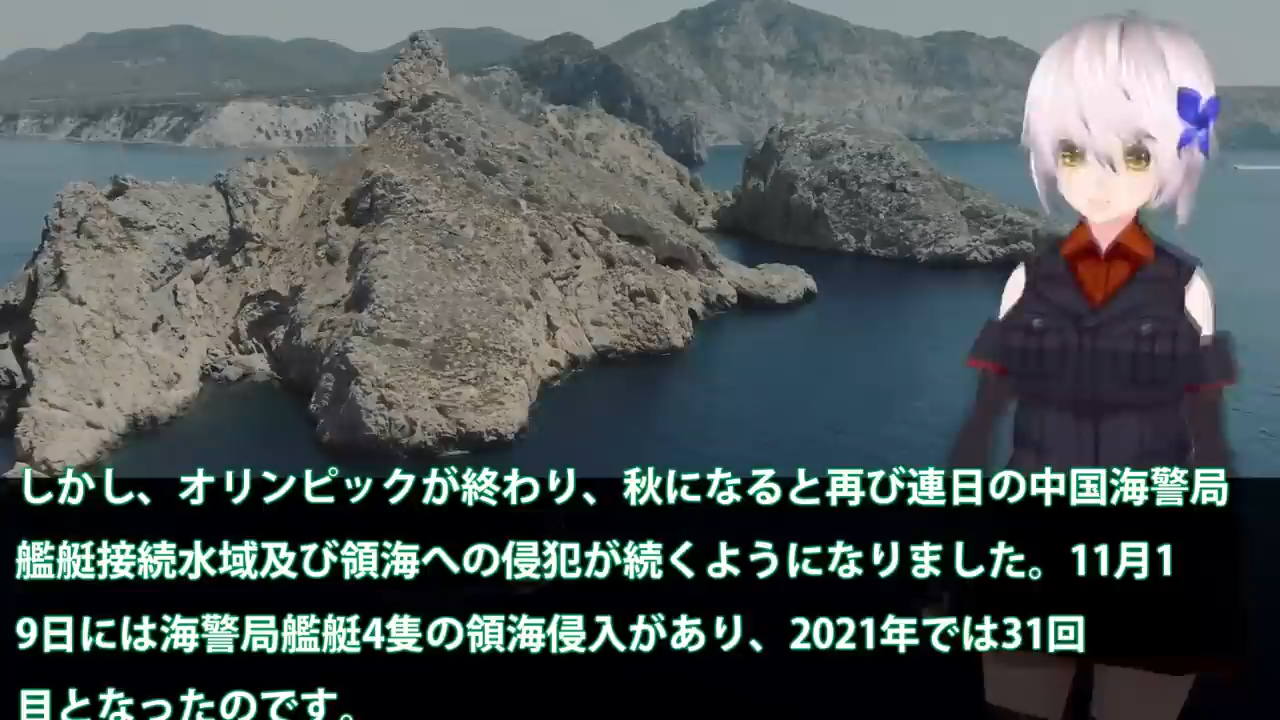 しかし、オリンピックが終わり、秋になると再び連日の中国海警局
艦艇接続水域及び領海への侵犯が続くようになりました。11月1
9日には海警局艦艇4隻の領海侵入があり、2021年では31回
目となったのです。